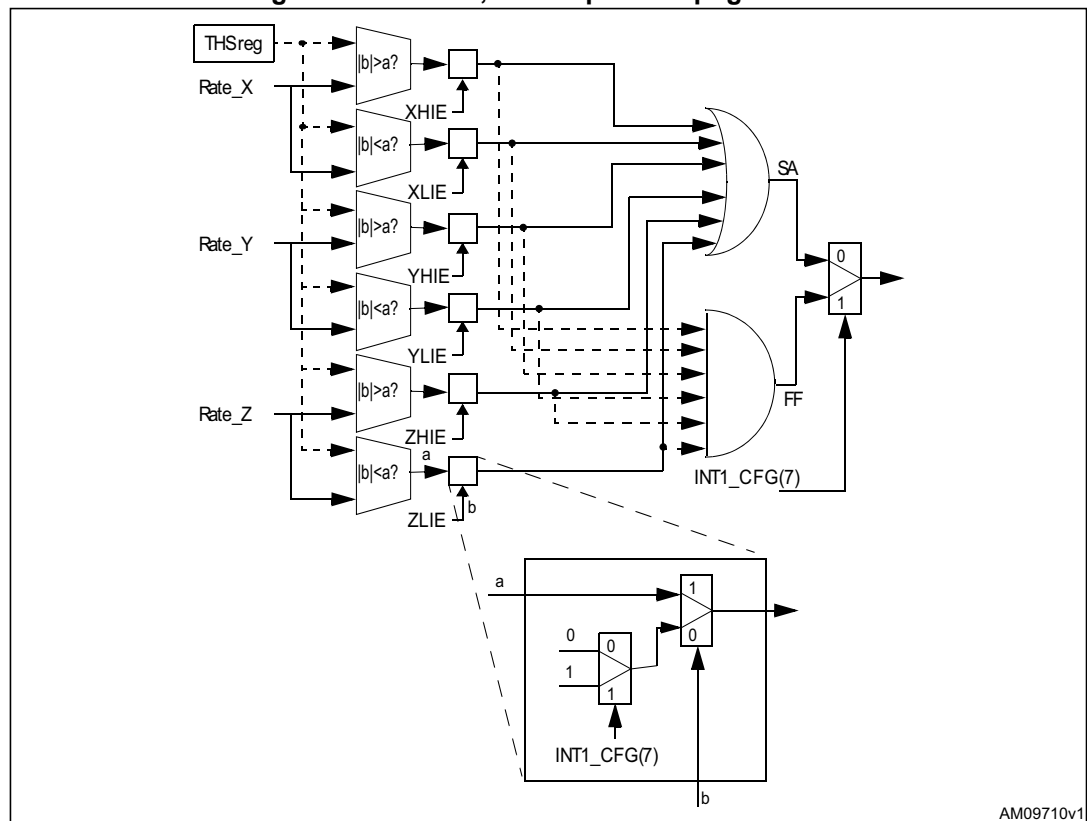 THSreg
|b|>a?
Rate_X
XHIE
|b|<a?
XLIE
SA
|b|>a?
Rate_Y
0
YHIE
1
|b|<a?
YLIE
|b|>a?
FF
Rate_Z
ZHIE
a
|b|<a?
INT1_CFG(7)
b
ZLIE
a
1
0
0
0
1
1
INT1_CFG(7)
b
AM09710v1